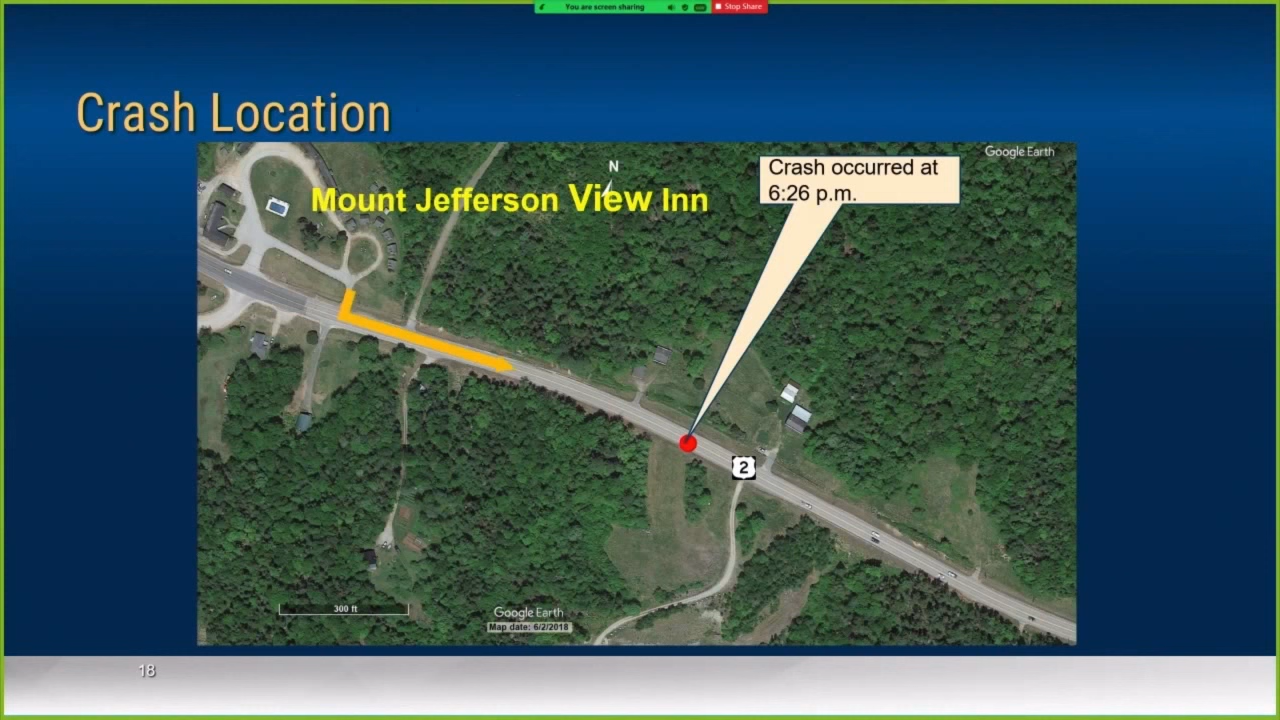 You are screen sharing
Stop Share
Crash Location
Google Earth
N
Crash occurred at
6:26 p.m.
Mount Jefferson View Inn
2
300 ft
Google Earth
Map date: 6/2/2018
18